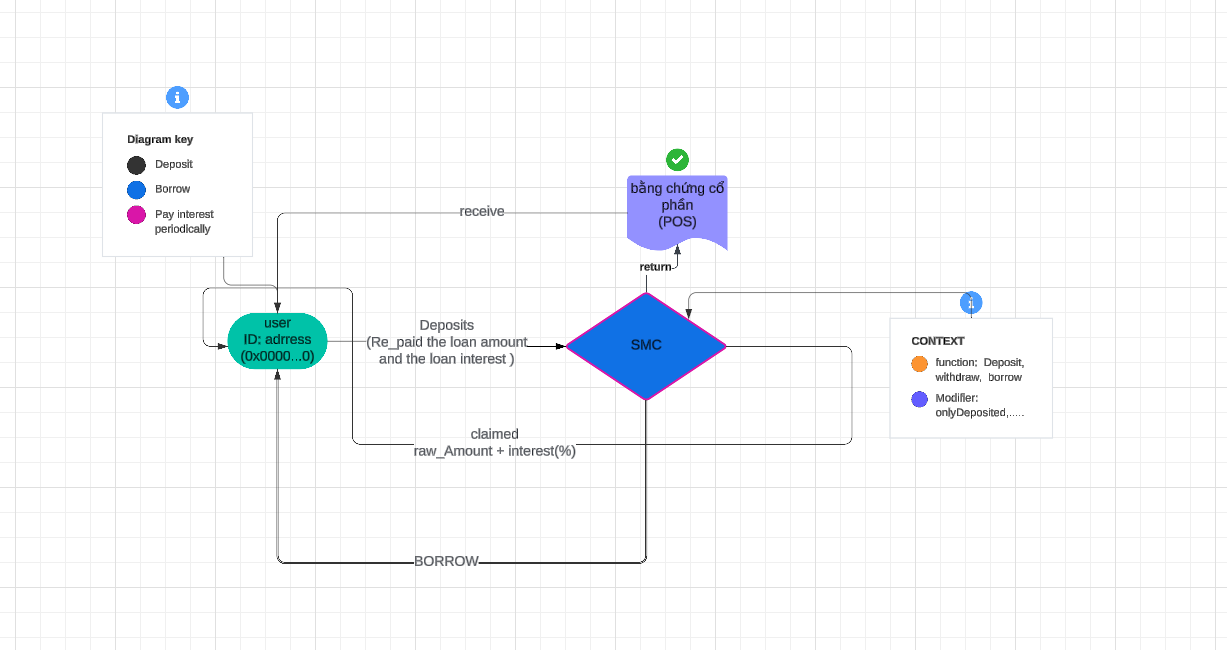 Diagram key
Deposit
Borrow
Pay interest
periodically
bằng chứng cổ
phần
(POS)
receive
return
user
ID: adrress
(0x0000...0)
Deposits
(Re_paid the loan amount
and the loan interest )
SMC
CONTEXT
function: Deposit,
withdraw, borrow
Modifier:
onlyDeposited,.....
claimed
raw_Amount + interest(%)
BORROW